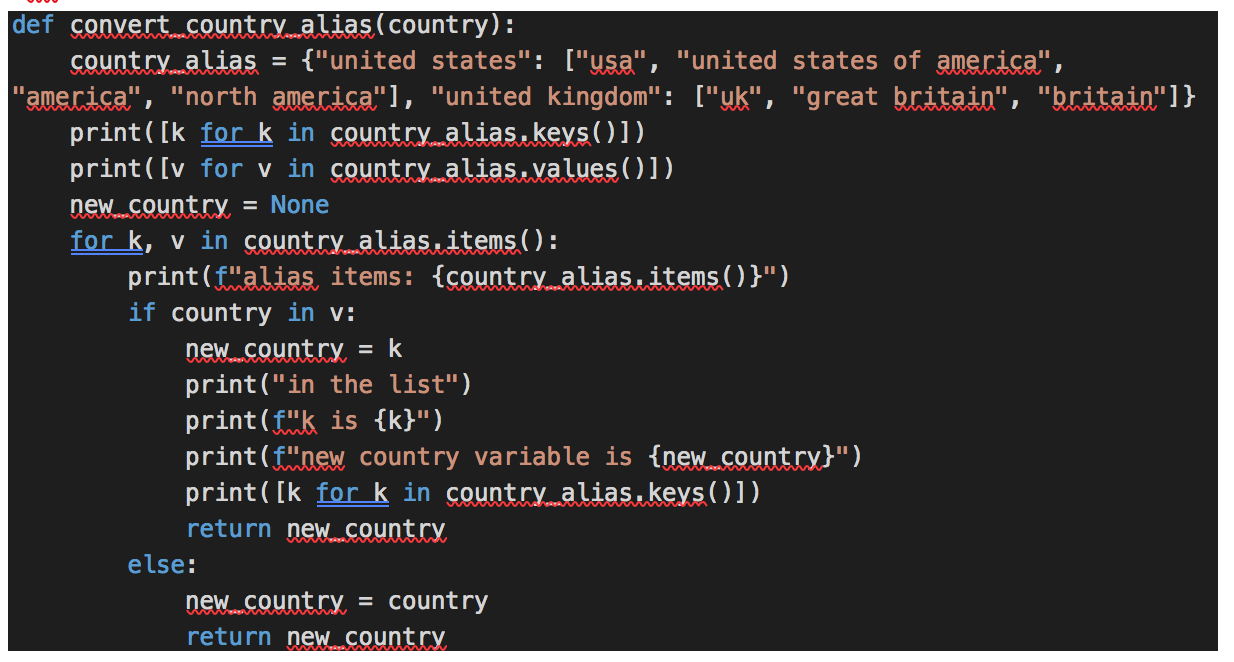 def convert_country_alias(country):
    country_alias = {"united states": ["usa", "united states of america",
"america", "north america"], "united kingdom": ["uk", "great britain", "britain"]}
    print([k for k in country_alias.keys()])
    print([v for v in country_alias.values()])
    new_country = None
    for k, v in country_alias.items():
        print(f"alias items: {country_alias.items()}")
        if country in v:
            new_country = k
            print("in the list")
            print(f"k is {k}")
            print(f"new country variable is {new_country}")
            print([k for k in country_alias.keys()])
            return new_country
        else:
            new_country = country
            return new_country